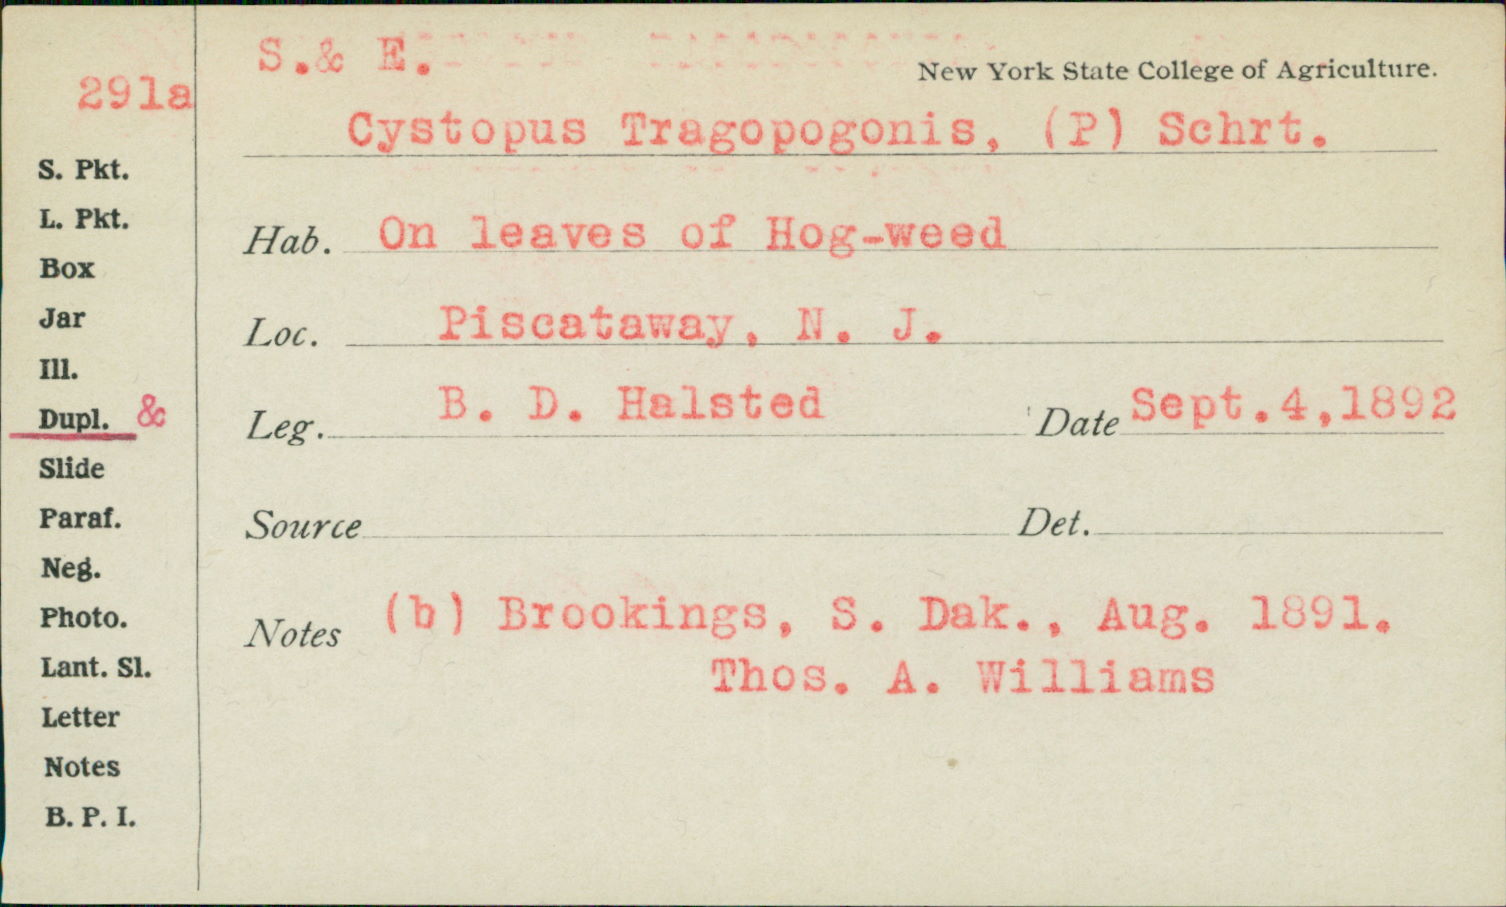 S.& E.
New York State College of Agriculture.
291a
Cystopus Tragopogonis, (P) Schrt.
S. Pkt.
L. Pkt.
Hab. On leaves of Hog-weed
Box
Jar
Loc. Piscataway, N. J.
Ill.
Dupl. &
Leg. B. D. Halsted Date Sept.4,1892
Slide
Paraf.
Source Det.
Neg.
Photo.
Notes (b) Brookings, S. Dak., Aug. 1891.
Thos. A. Williams
Lant. Sl.
Letter
Notes
B. P. I.